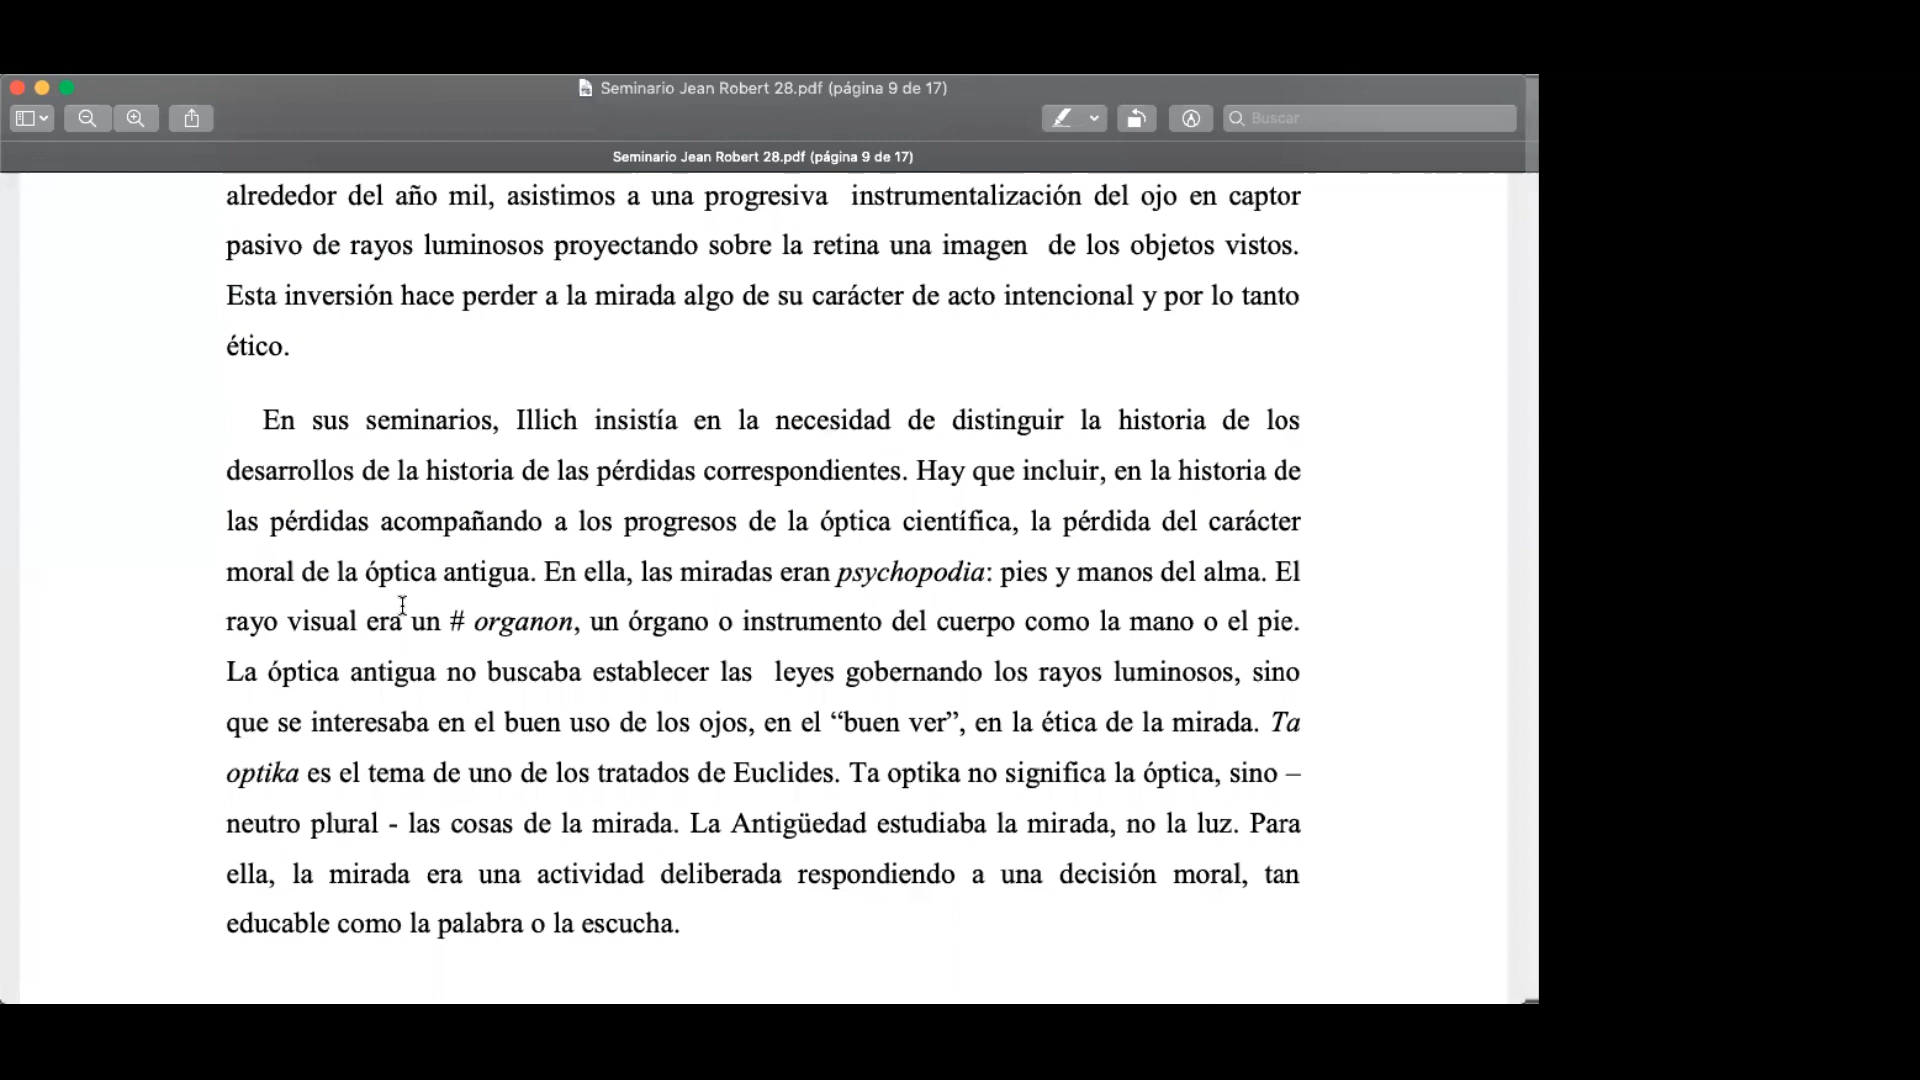 Seminario Jean Robert 28.pdf (página 9 de 17)
Buscar
Seminario Jean Robert 28.pdf (página 9 de 17)
alrededor del año mil, asistimos a una progresiva instrumentalización del ojo en captor
pasivo de rayos luminosos proyectando sobre la retina una imagen de los objetos vistos.
Esta inversión hace perder a la mirada algo de su carácter de acto intencional y por lo tanto
ético.
En sus seminarios, Illich insistía en la necesidad de distinguir la historia de los
desarrollos de la historia de las pérdidas correspondientes. Hay que incluir, en la historia de
las pérdidas acompañando a los progresos de la óptica científica, la pérdida del carácter
moral de la óptica antigua. En ella, las miradas eran psychopodia: pies y manos del alma. El
rayo visual era un # organon, un órgano o instrumento del cuerpo como la mano o el pie.
La óptica antigua no buscaba establecer las leyes gobernando los rayos luminosos, sino
que se interesaba en el buen uso de los ojos, en el “buen ver”, en la ética de la mirada. Ta
optika es el tema de uno de los tratados de Euclides. Ta optika no significa la óptica, sino –
neutro plural - las cosas de la mirada. La Antigüedad estudiaba la mirada, no la luz. Para
ella, la mirada era una actividad deliberada respondiendo a una decisión moral, tan
educable como la palabra o la escucha.